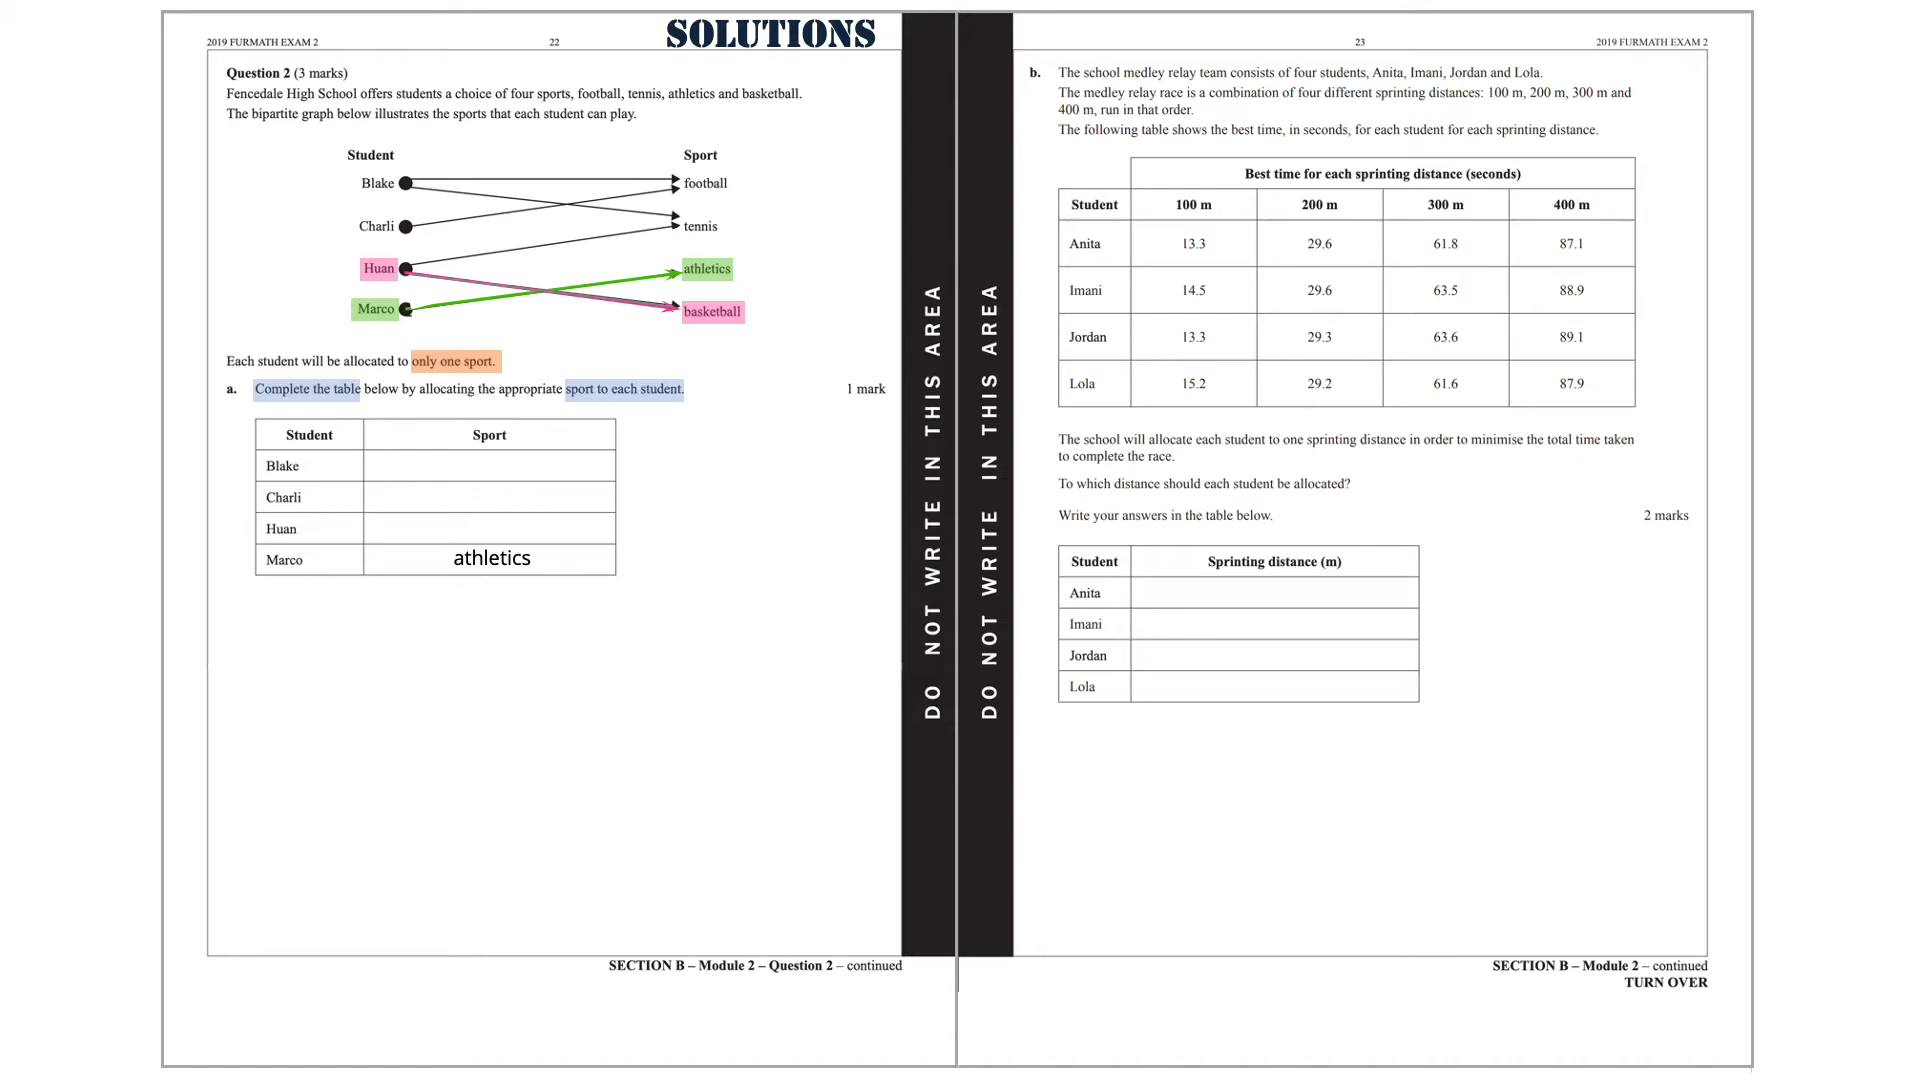 SOLUTIONS
2019 FURMATH EXAM 2 22
Question 2 (3 marks)
Fencedale High School offers students a choice of four sports, football, tennis, athletics and basketball.
The bipartite graph below illustrates the sports that each student can play.
Student Sport
Blake football
Charli tennis
Huan athletics
Marco basketball
Each student will be allocated to only one sport.
a. Complete the table below by allocating the appropriate sport to each student. 1 mark
Student Sport
Blake
Charli
Huan
Marco athletics
SECTION B – Module 2 – Question 2 – continued
DO NOT WRITE IN THIS AREA
DO NOT WRITE IN THIS AREA
23 2019 FURMATH EXAM 2
b. The school medley relay team consists of four students, Anita, Imani, Jordan and Lola.
The medley relay race is a combination of four different sprinting distances: 100 m, 200 m, 300 m and
400 m, run in that order.
The following table shows the best time, in seconds, for each student for each sprinting distance.
Best time for each sprinting distance (seconds)
Student 100 m 200 m 300 m 400 m
Anita 13.3 29.6 61.8 87.1
Imani 14.5 29.6 63.5 88.9
Jordan 13.3 29.3 63.6 89.1
Lola 15.2 29.2 61.6 87.9
The school will allocate each student to one sprinting distance in order to minimise the total time taken
to complete the race.
To which distance should each student be allocated?
Write your answers in the table below. 2 marks
Student Sprinting distance (m)
Anita
Imani
Jordan
Lola
SECTION B – Module 2 – continued
TURN OVER